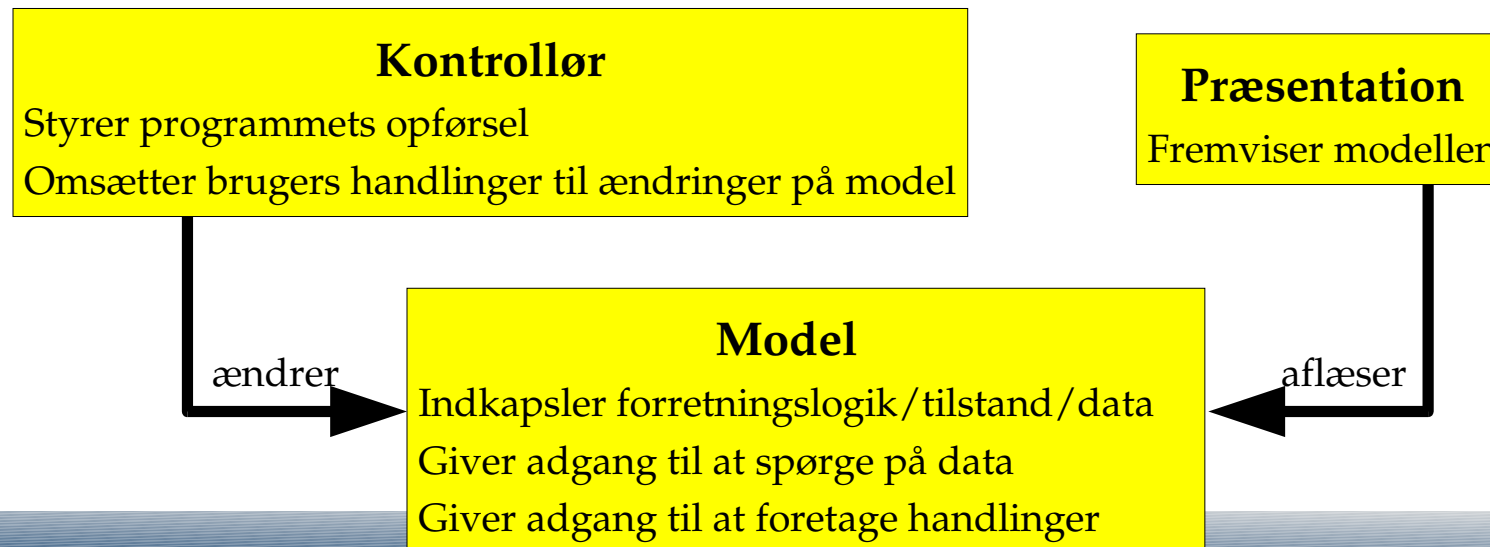 Kontrollør
Styrer programmets opførsel
Omsætter brugers handlinger til ændringer på model
Præsentation
Fremviser modeller
ændrer
aflæser
Model
Indkapsler forretningslogik/tilstand/data
Giver adgang til at spørge på data
Giver adgang til at foretage handlinger